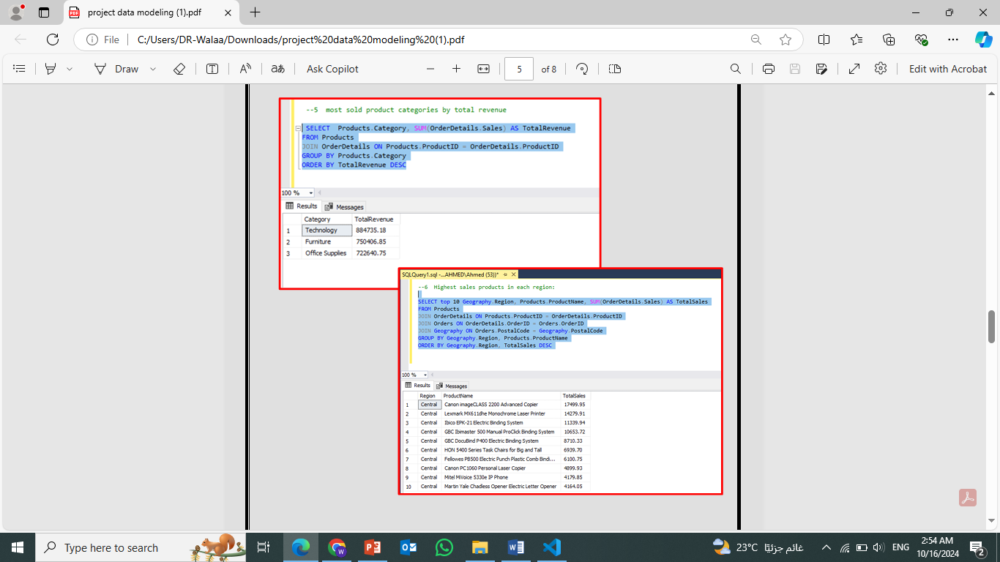 project data modeling (1).pdf
File
C:/Users/DR-Walaa/Downloads/project%20data%20modeling%20(1).pdf
Draw
aあ
Ask Copilot
5 of 8
Edit with Acrobat
--5 most sold product categories by total revenue
SELECT Products.Category, SUM(OrderDetails.Sales) AS TotalRevenue
FROM Products
JOIN OrderDetails ON Products.ProductID = OrderDetails.ProductID
GROUP BY Products.Category
ORDER BY TotalRevenue DESC
100 %
Results Messages
Category TotalRevenue
1 Technology 884735.18
2 Furniture 750406.85
3 Office Supplies 722640.75
SQLQuery1.sql -...AHMED\Ahmed (53))*
--6 Highest sales products in each region:
SELECT top 10 Geography.Region, Products.ProductName, SUM(OrderDetails.Sales) AS TotalSales
FROM Products
JOIN OrderDetails ON Products.ProductID = OrderDetails.ProductID
JOIN Orders ON OrderDetails.OrderID = Orders.OrderID
JOIN Geography ON Orders.PostalCode = Geography.PostalCode
GROUP BY Geography.Region, Products.ProductName
ORDER BY Geography.Region, TotalSales DESC
100 %
Results Messages
Region ProductName TotalSales
1 Central Canon imageCLASS 2200 Advanced Copier 17499.95
2 Central Lexmark MX611dhe Monochrome Laser Printer 14279.91
3 Central Ibico EPK-21 Electric Binding System 11339.94
4 Central GBC Ibimaster 500 Manual ProClick Binding System 10653.72
5 Central GBC DocuBind P400 Electric Binding System 8710.33
6 Central HON 5400 Series Task Chairs for Big and Tall 6939.70
7 Central Fellowes PB500 Electric Punch Plastic Comb Bindi... 6100.75
8 Central Canon PC1060 Personal Laser Copier 4899.93
9 Central Mitel MiVoice 5330e IP Phone 4179.85
10 Central Martin Yale Chadless Opener Electric Letter Opener 4164.05
Type here to search
23°C غائم جزئيًا
ENG
2:54 AM
10/16/2024
2